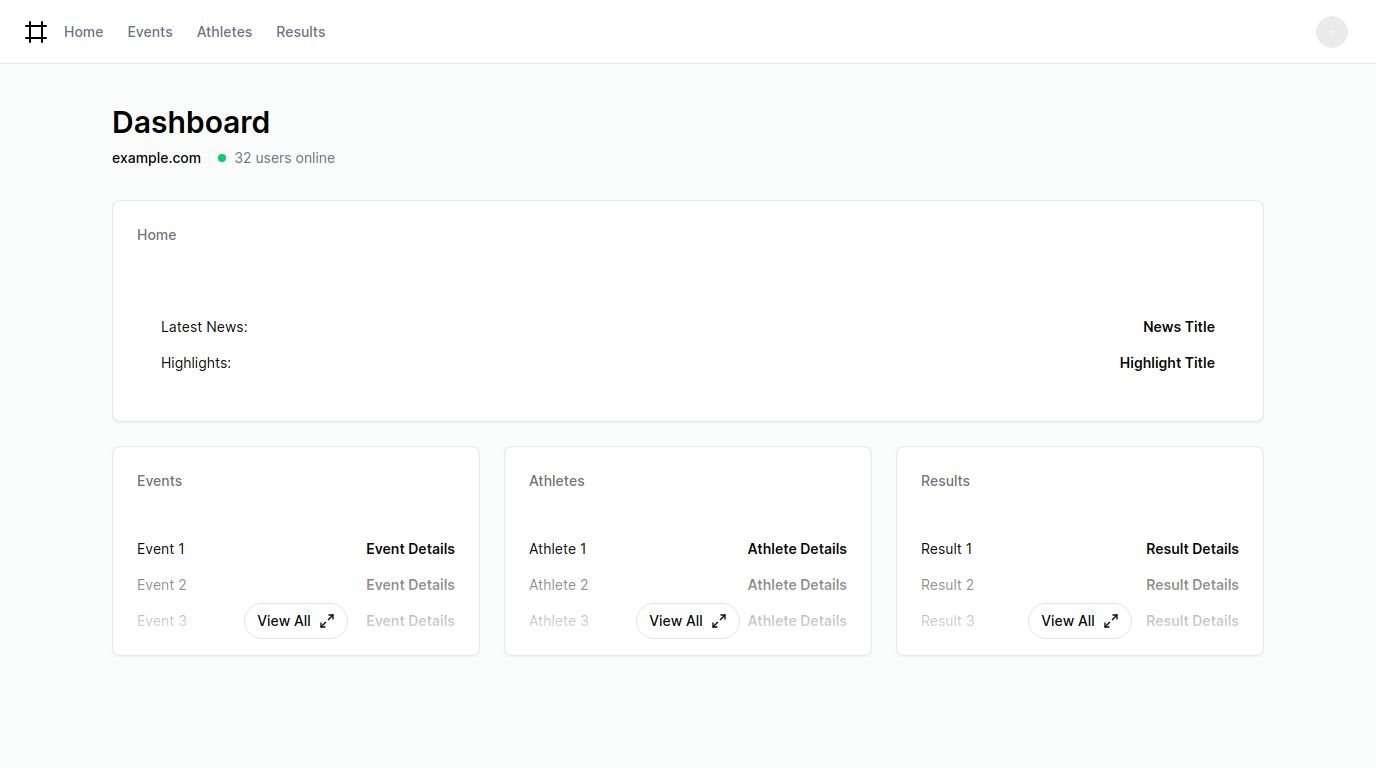 Home Events Athletes Results
Dashboard
example.com 32 users online
Home
Latest News: News Title
Highlights: Highlight Title
Events
Event 1 Event Details
Event 2 Event Details
Event 3 View All Event Details
Athletes
Athlete 1 Athlete Details
Athlete 2 Athlete Details
Athlete 3 View All Athlete Details
Results
Result 1 Result Details
Result 2 Result Details
Result 3 View All Result Details